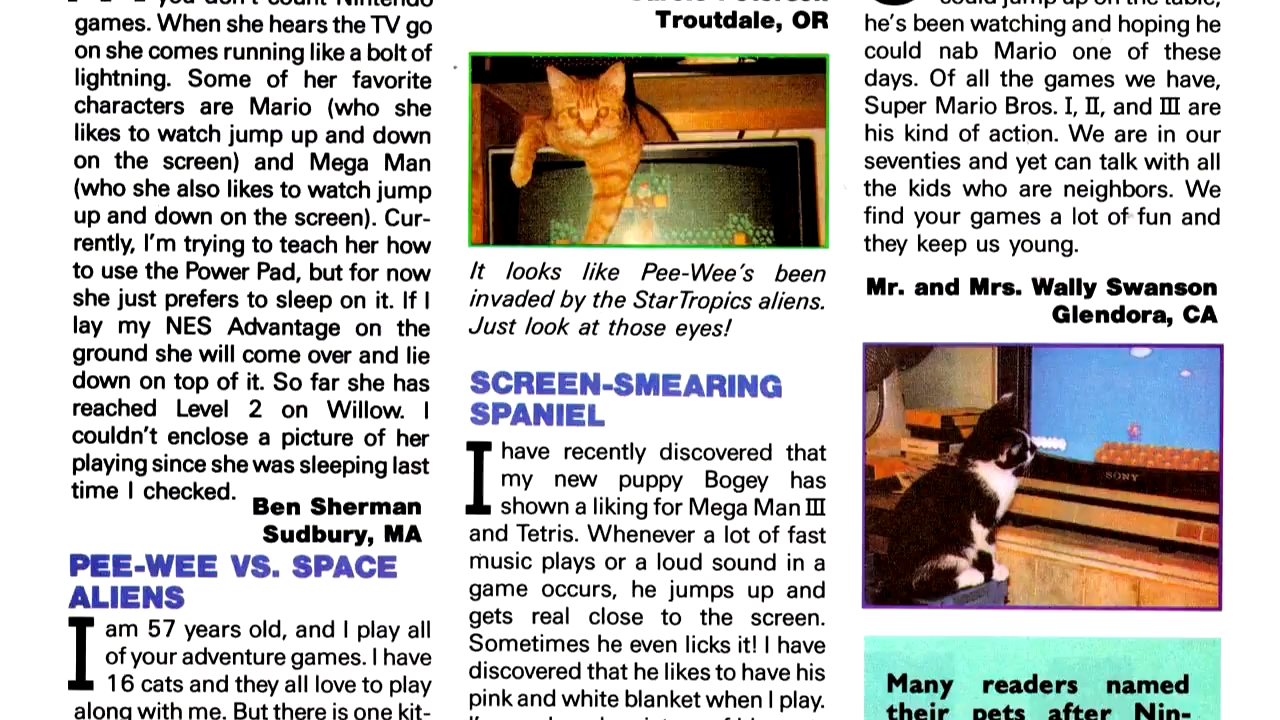 you don't count Nintendo
games. When she hears the TV go
on she comes running like a bolt of
lightning. Some of her favorite
characters are Mario (who she
likes to watch jump up and down
on the screen) and Mega Man
(who she also likes to watch jump
up and down on the screen). Cur-
rently, I'm trying to teach her how
to use the Power Pad, but for now
she just prefers to sleep on it. If I
lay my NES Advantage on the
ground she will come over and lie
down on top of it. So far she has
reached Level 2 on Willow. I
couldn't enclose a picture of her
playing since she was sleeping last
time I checked.
Ben Sherman
Sudbury, MA
PEE-WEE VS. SPACE
ALIENS
I am 57 years old, and I play all
of your adventure games. I have
16 cats and they all love to play
along with me. But there is one kit-
Troutdale, OR
It looks like Pee-Wee's been
invaded by the StarTropics aliens.
Just look at those eyes!
SCREEN-SMEARING
SPANIEL
I have recently discovered that
my new puppy Bogey has
shown a liking for Mega Man III
and Tetris. Whenever a lot of fast
music plays or a loud sound in a
game occurs, he jumps up and
gets real close to the screen.
Sometimes he even licks it! I have
discovered that he likes to have his
pink and white blanket when I play.
could jump up on the table,
he's been watching and hoping he
could nab Mario one of these
days. Of all the games we have,
Super Mario Bros. I, II, and III are
his kind of action. We are in our
seventies and yet can talk with all
the kids who are neighbors. We
find your games a lot of fun and
they keep us young.
Mr. and Mrs. Wally Swanson
Glendora, CA
SONY
Many readers named
their pets after Nin-